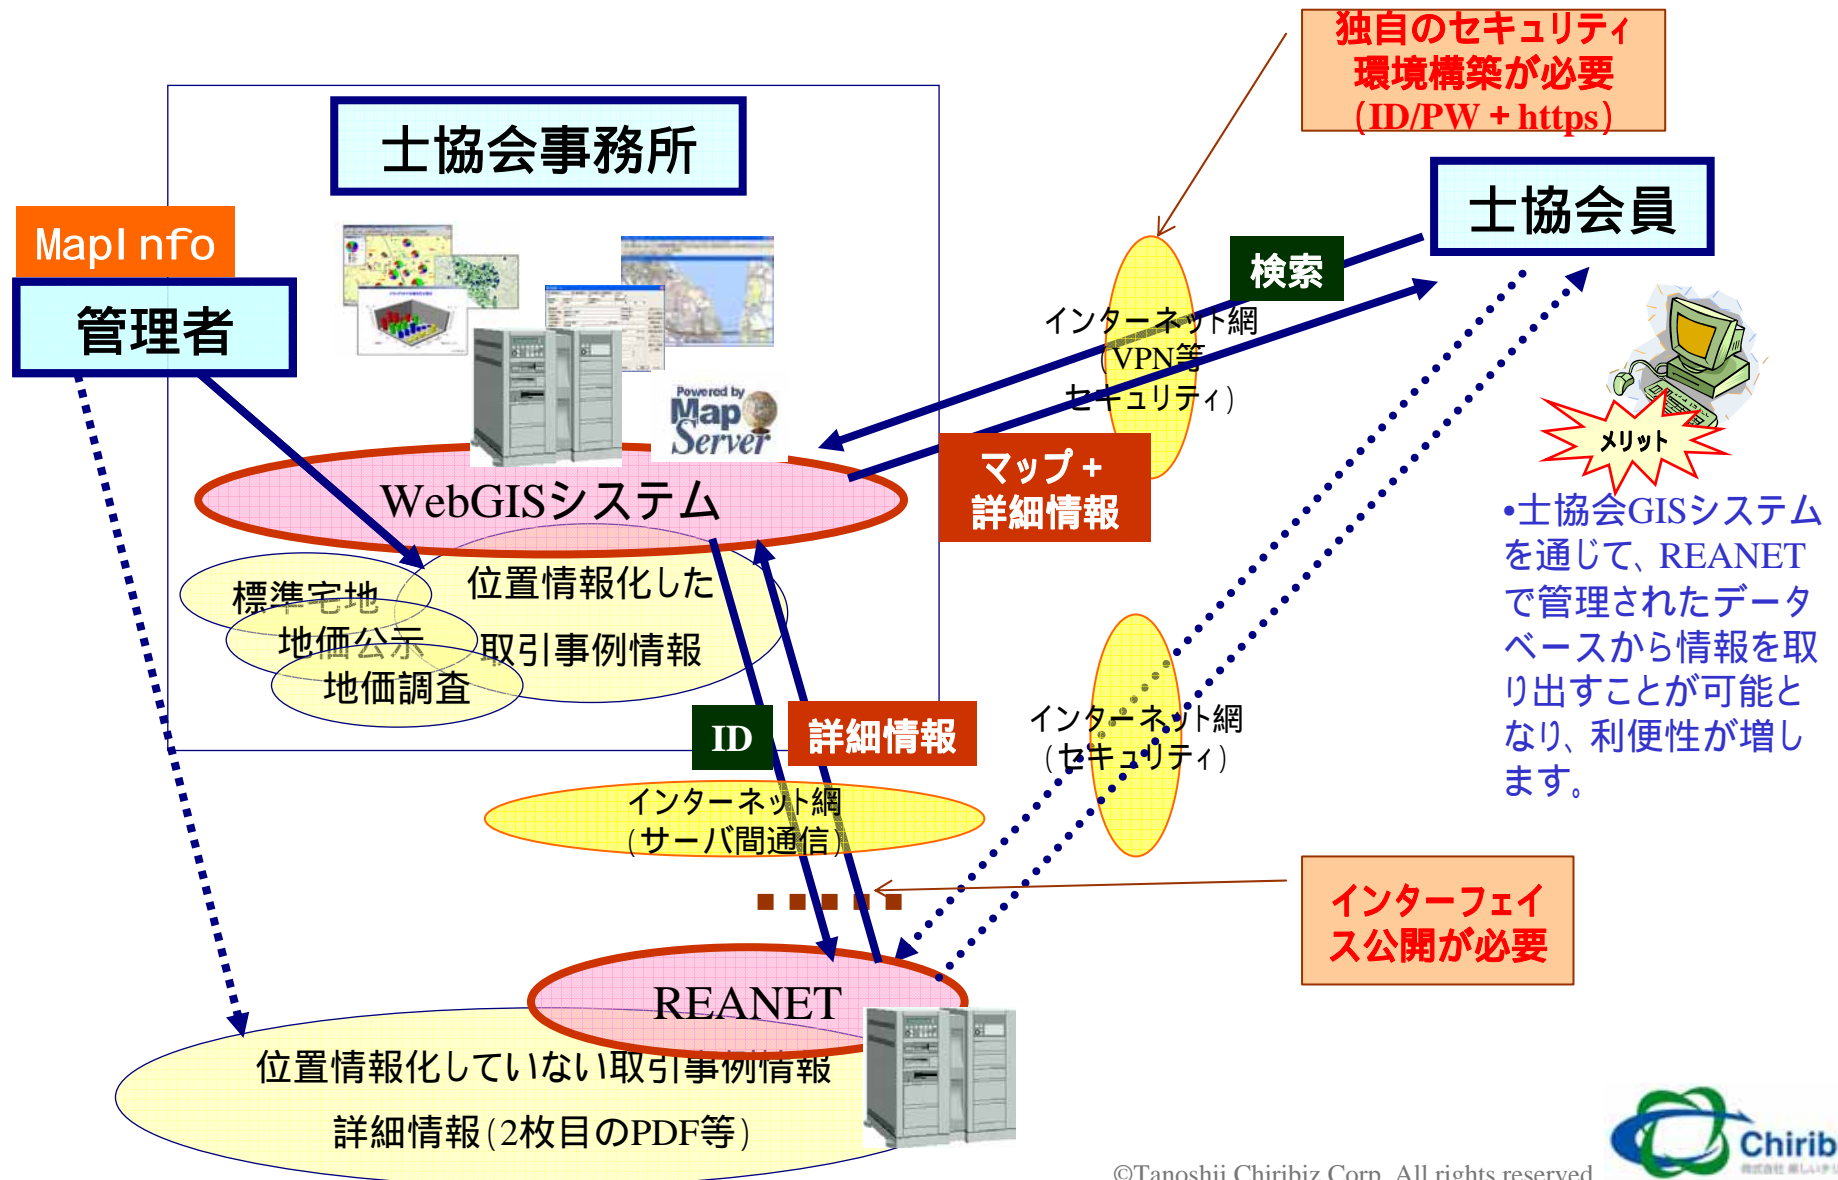 独自のセキュリティ
環境構築が必要
(ID/PW + https)
士協会事務所
士協会員
MapInfo
管理者
検索
インターネット網
(VPN等
セキュリティ)
Powered by
Map
Server
メリット
マップ +
詳細情報
WebGISシステム
•士協会GISシステム
を通じて、REANET
で管理されたデータ
ベースから情報を取
り出すことが可能と
なり、利便性が増し
ます。
標準宅地
地価公示
地価調査
位置情報化した
取引事例情報
ID
詳細情報
インターネット網
(セキュリティ)
インターネット網
(サーバ間通信)
インターフェイ
ス公開が必要
REANET
位置情報化していない取引事例情報
詳細情報(2枚目のPDF等)
Chirib
©Tanoshii Chiribiz Corp. All rights reserved